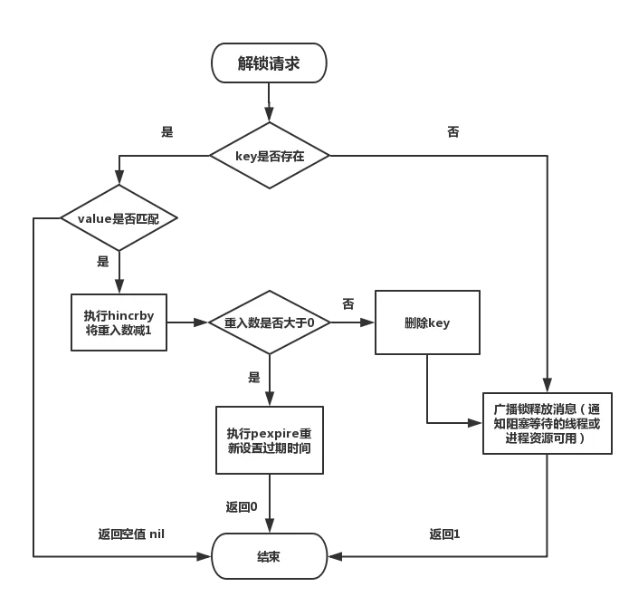 解锁请求
是
否
key是否存在
value是否匹配
是
执行hincrby
将重入数减1
重入数是否大于0
否
删除key
是
执行pexpire重
新设置过期时间
广播锁释放消息（通
知阻塞等待的线程或
进程资源可用）
返回0
返回空值 nil
返回1
结束